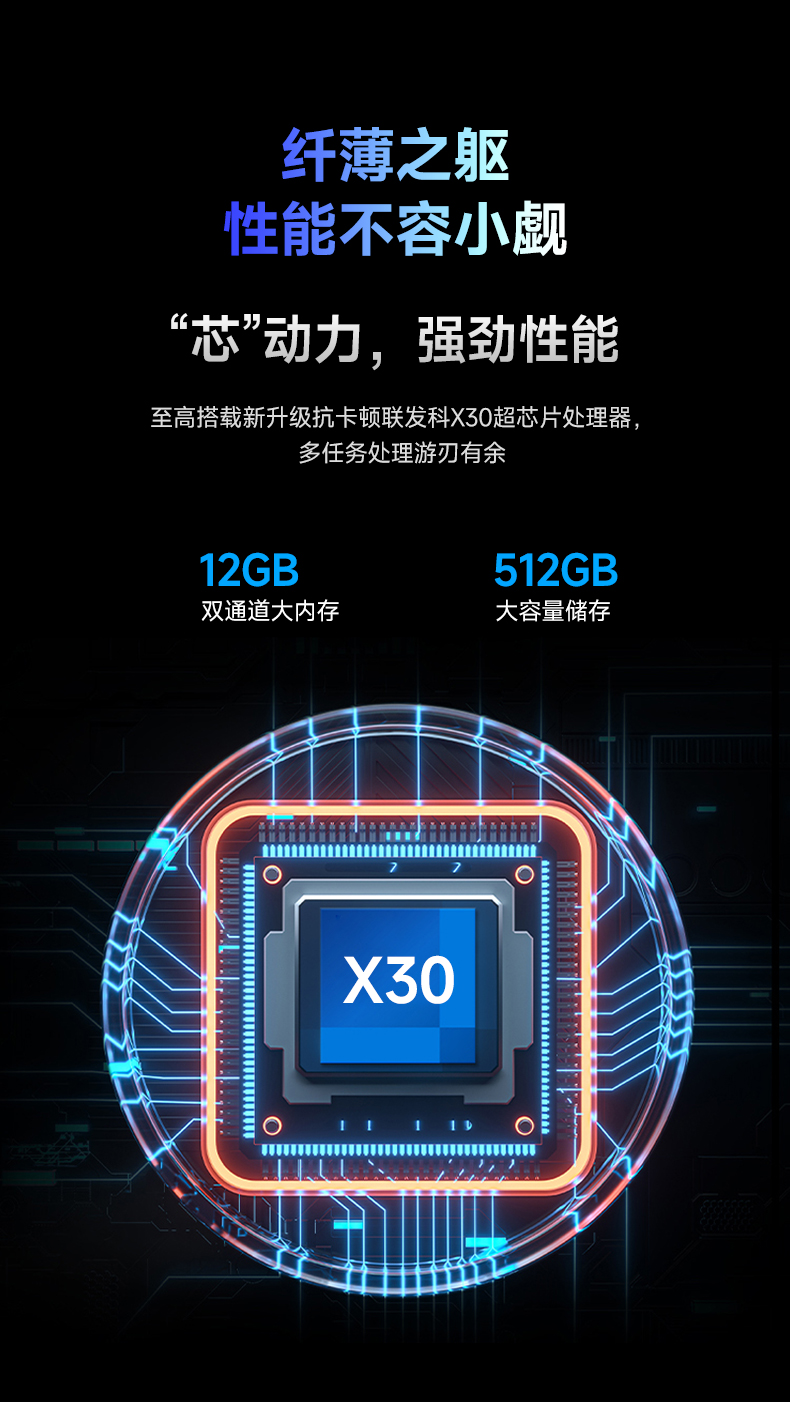 纤薄之躯
性能不容小觑
“芯”动力，强劲性能
至高搭载新升级抗卡顿联发科X30超芯片处理器，
多任务处理游刃有余
12GB
512GB
双通道大内存
大容量储存
X30